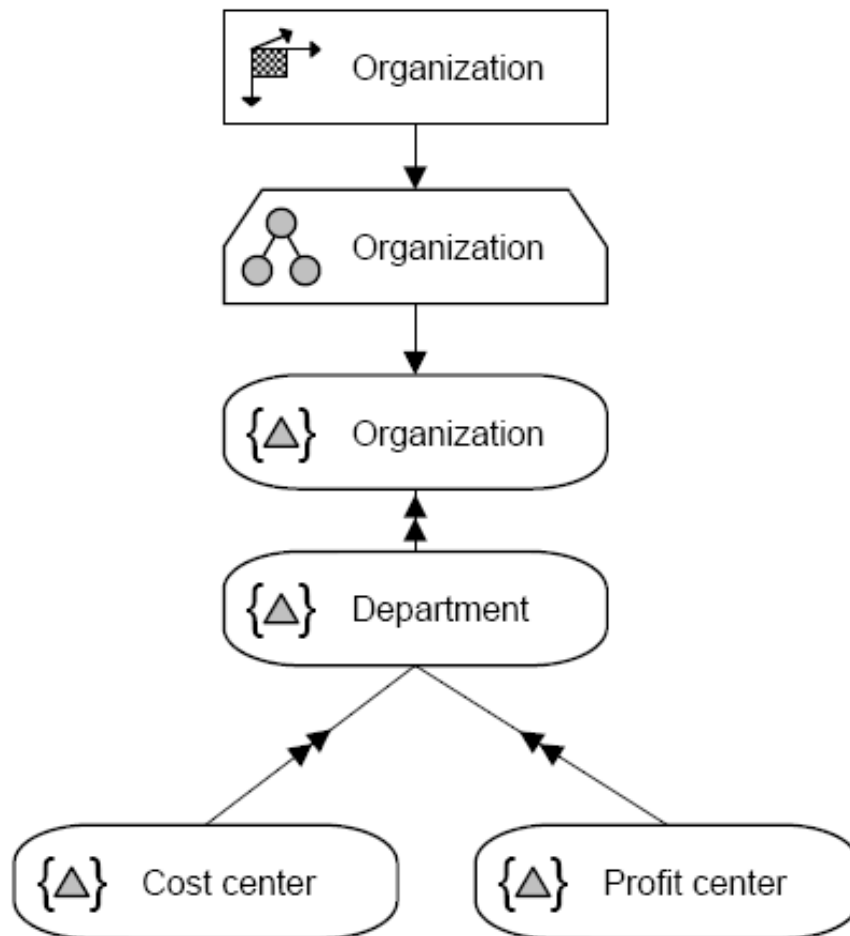 Organization
Organization
Organization
Department
Cost center
Profit center